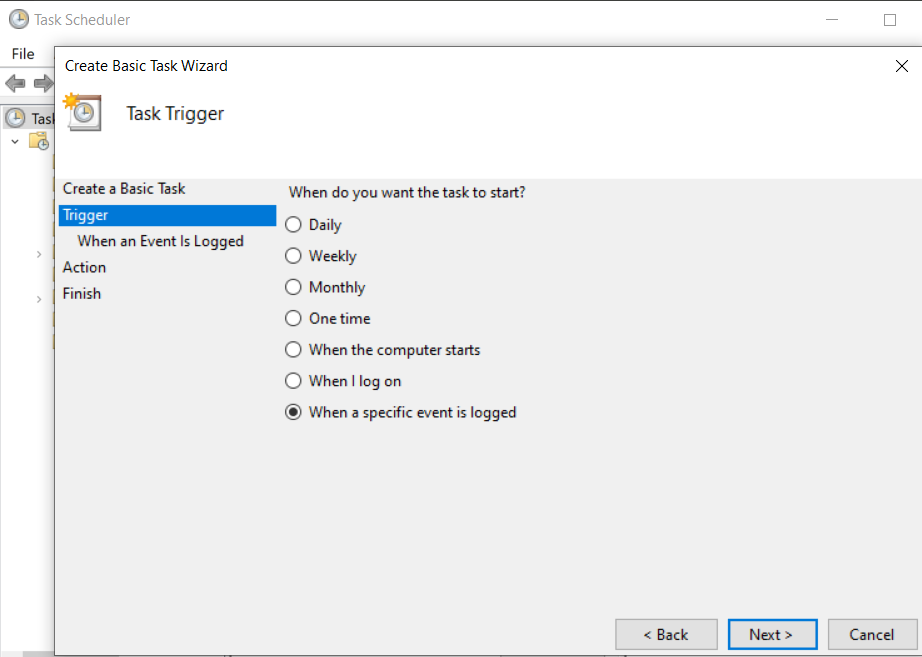 Task Scheduler
File
Create Basic Task Wizard
Task Trigger
Create a Basic Task
Trigger
When an Event Is Logged
Action
Finish
When do you want the task to start?
Daily
Weekly
Monthly
One time
When the computer starts
When I log on
When a specific event is logged
< Back
Next >
Cancel